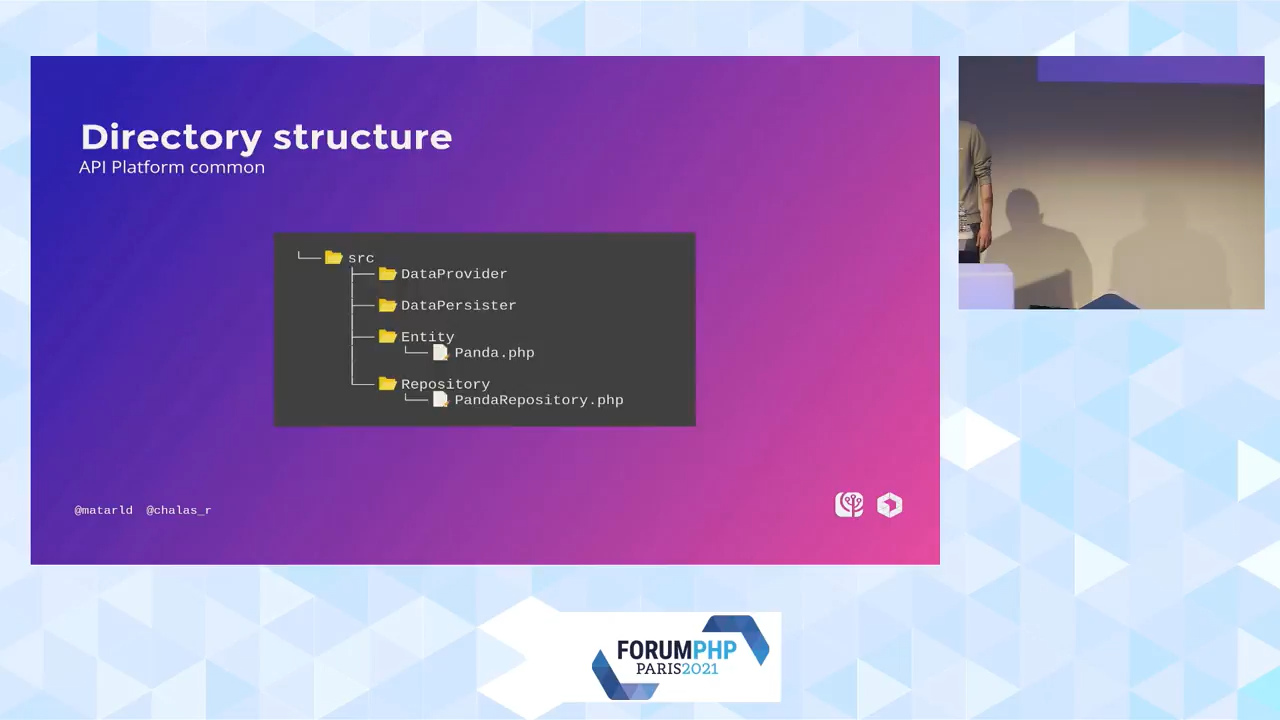 Directory structure
API Platform common
src
DataProvider
DataPersister
Entity
Panda.php
Repository
PandaRepository.php
@matarld @chalas_r
FORUMPHP
PARIS2021